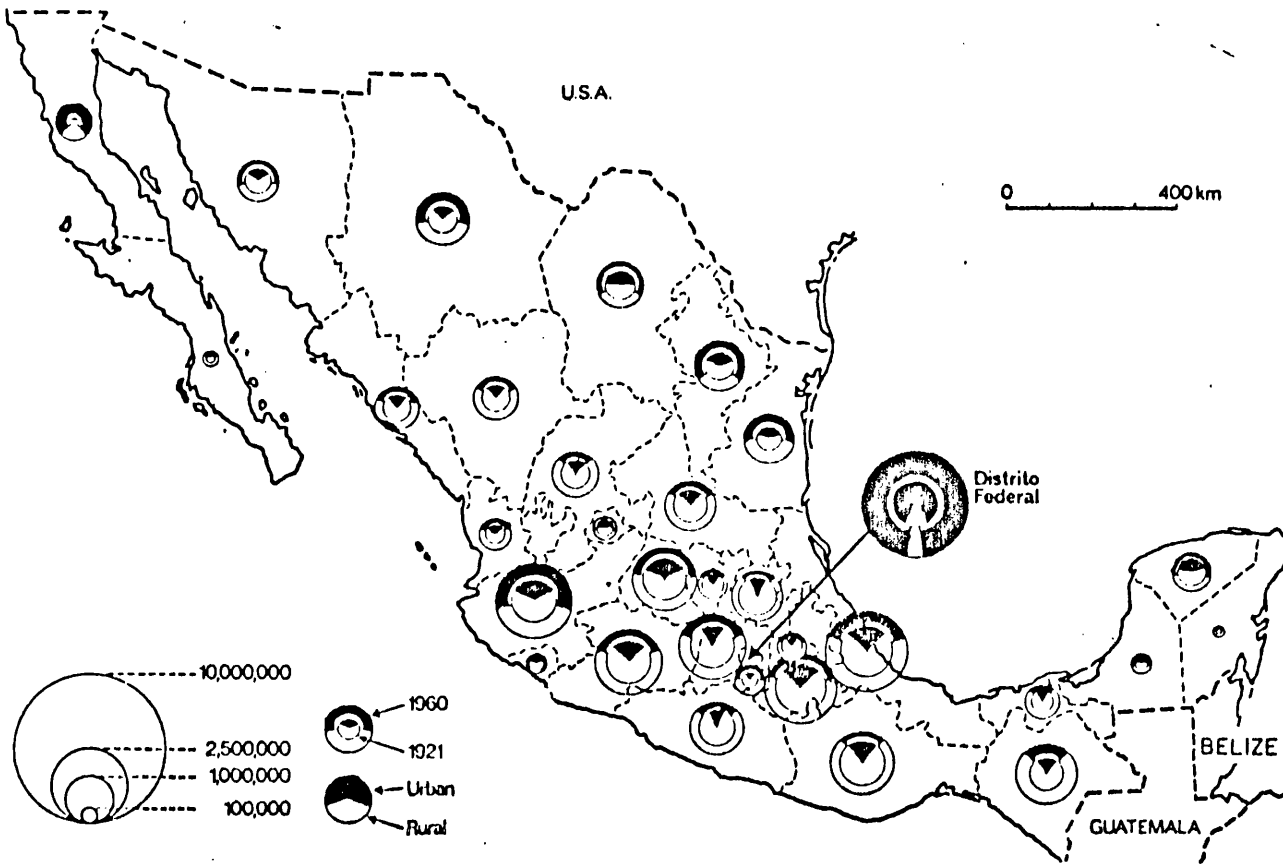 U.S.A.
0 400 km
Distrito
Federal
10,000,000
2,500,000
1,000,000
100,000
1960
1921
Urban
Rural
BELIZE
GUATEMALA